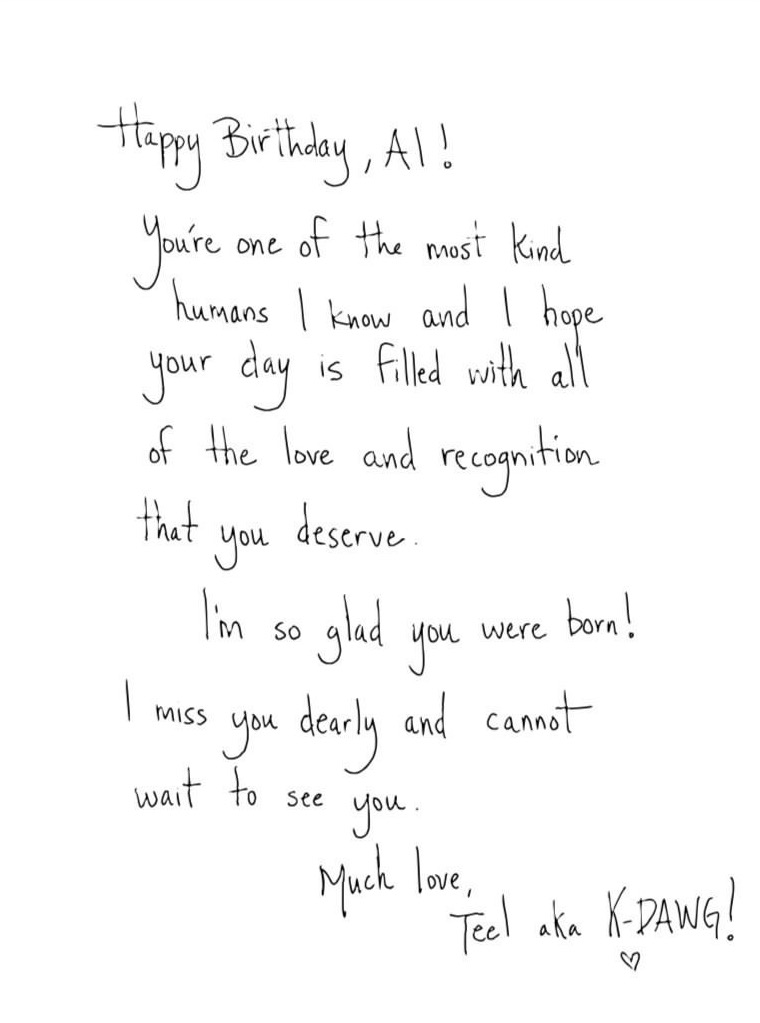 Happy Birthday, Al!
You're one of the most kind
humans I know and I hope
your day is filled with all
of the love and recognition
that you deserve.
I'm so glad you were born!
I miss you dearly and cannot
wait to see you.
Much love,
Teel aka K-DAWG!
♡